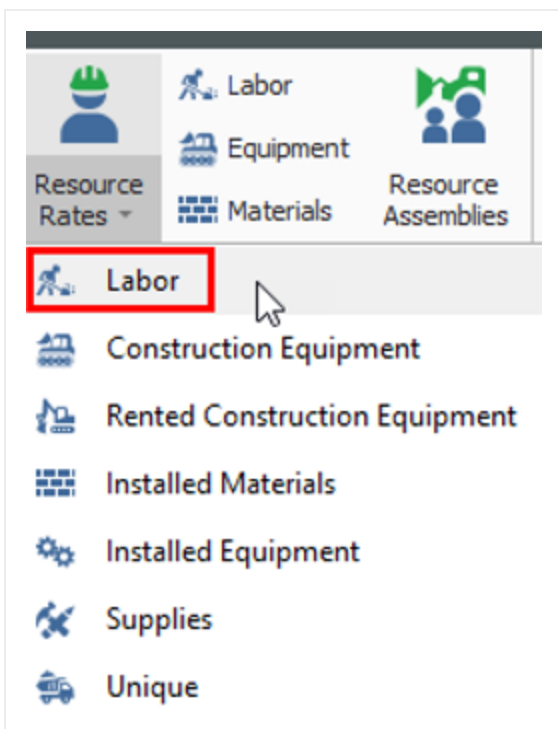 Labor
Equipment
Materials
Resource
Rates
Resource
Assemblies
Labor
Construction Equipment
Rented Construction Equipment
Installed Materials
Installed Equipment
Supplies
Unique